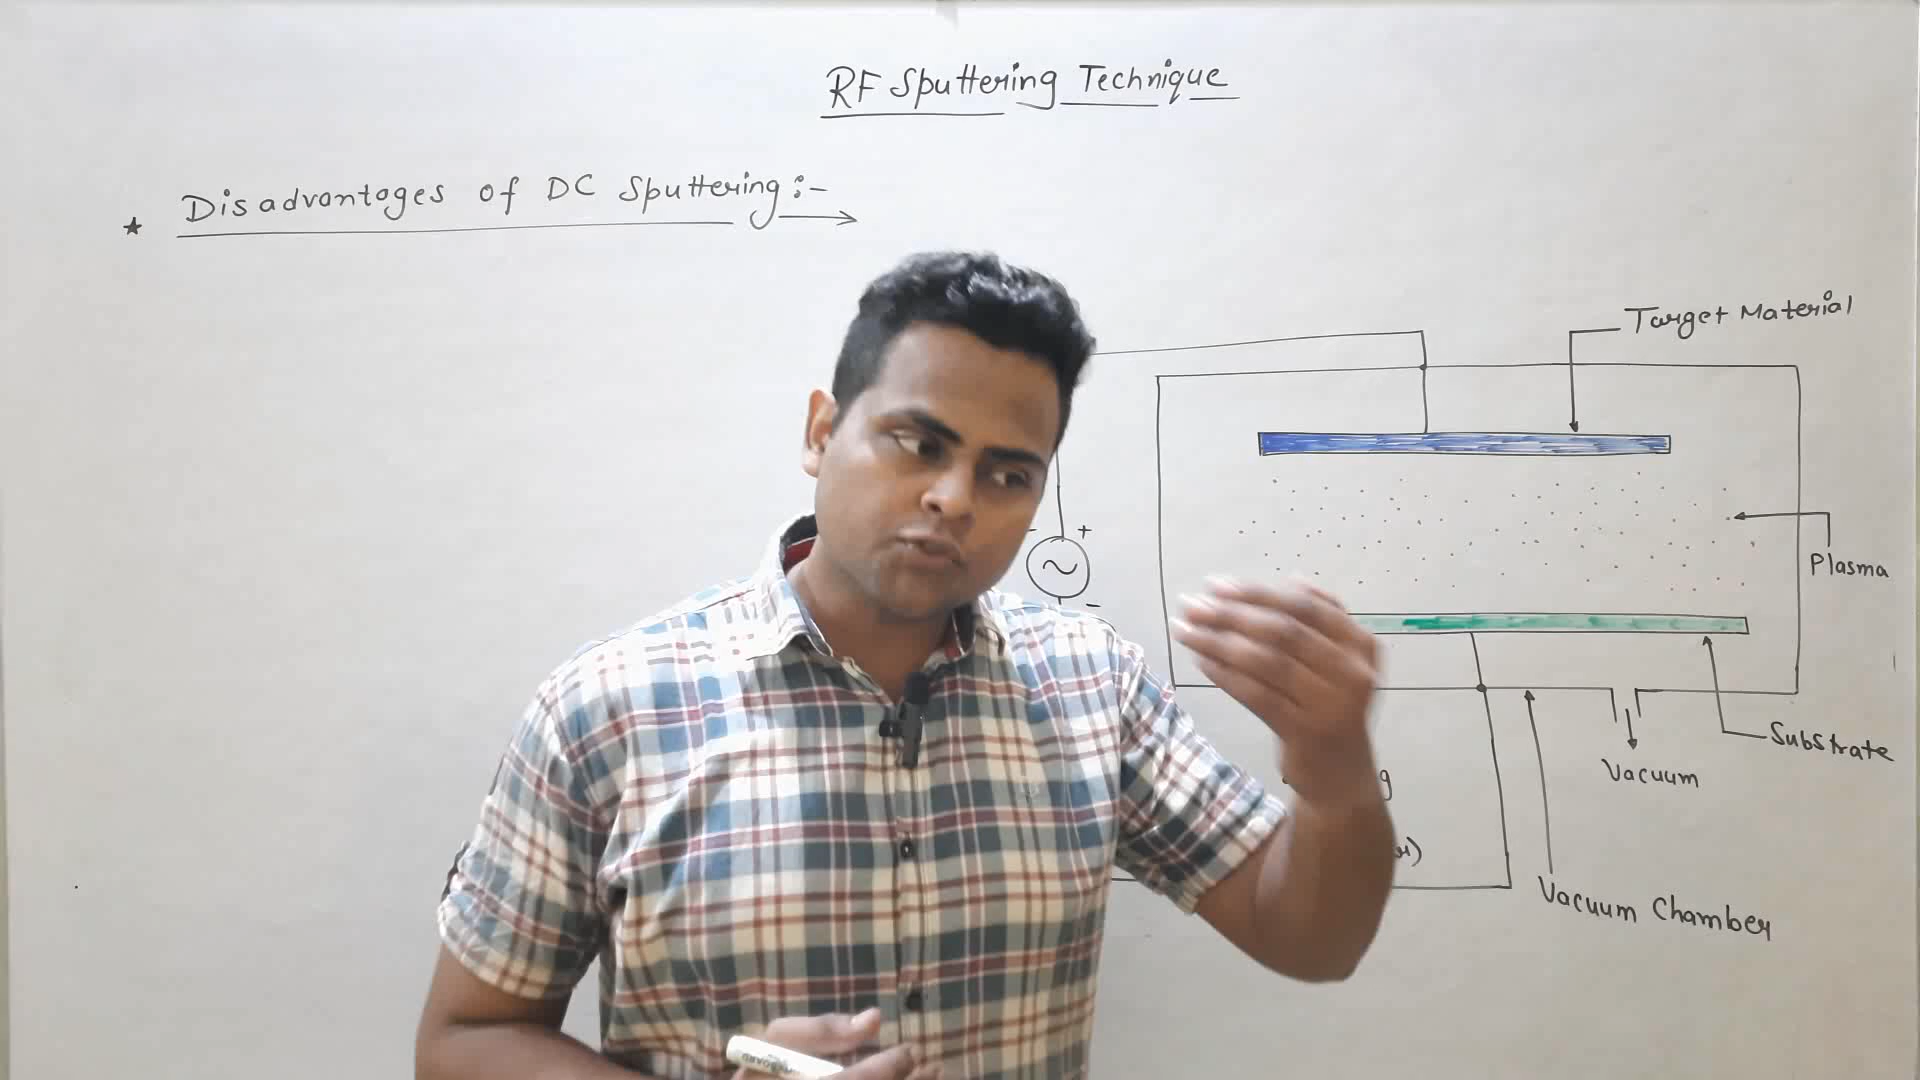 RF Sputtering Technique
★ Disadvantages of DC Sputtering :-
Target Material
+
~
-
Plasma
Substrate
Vacuum
Vacuum Chamber